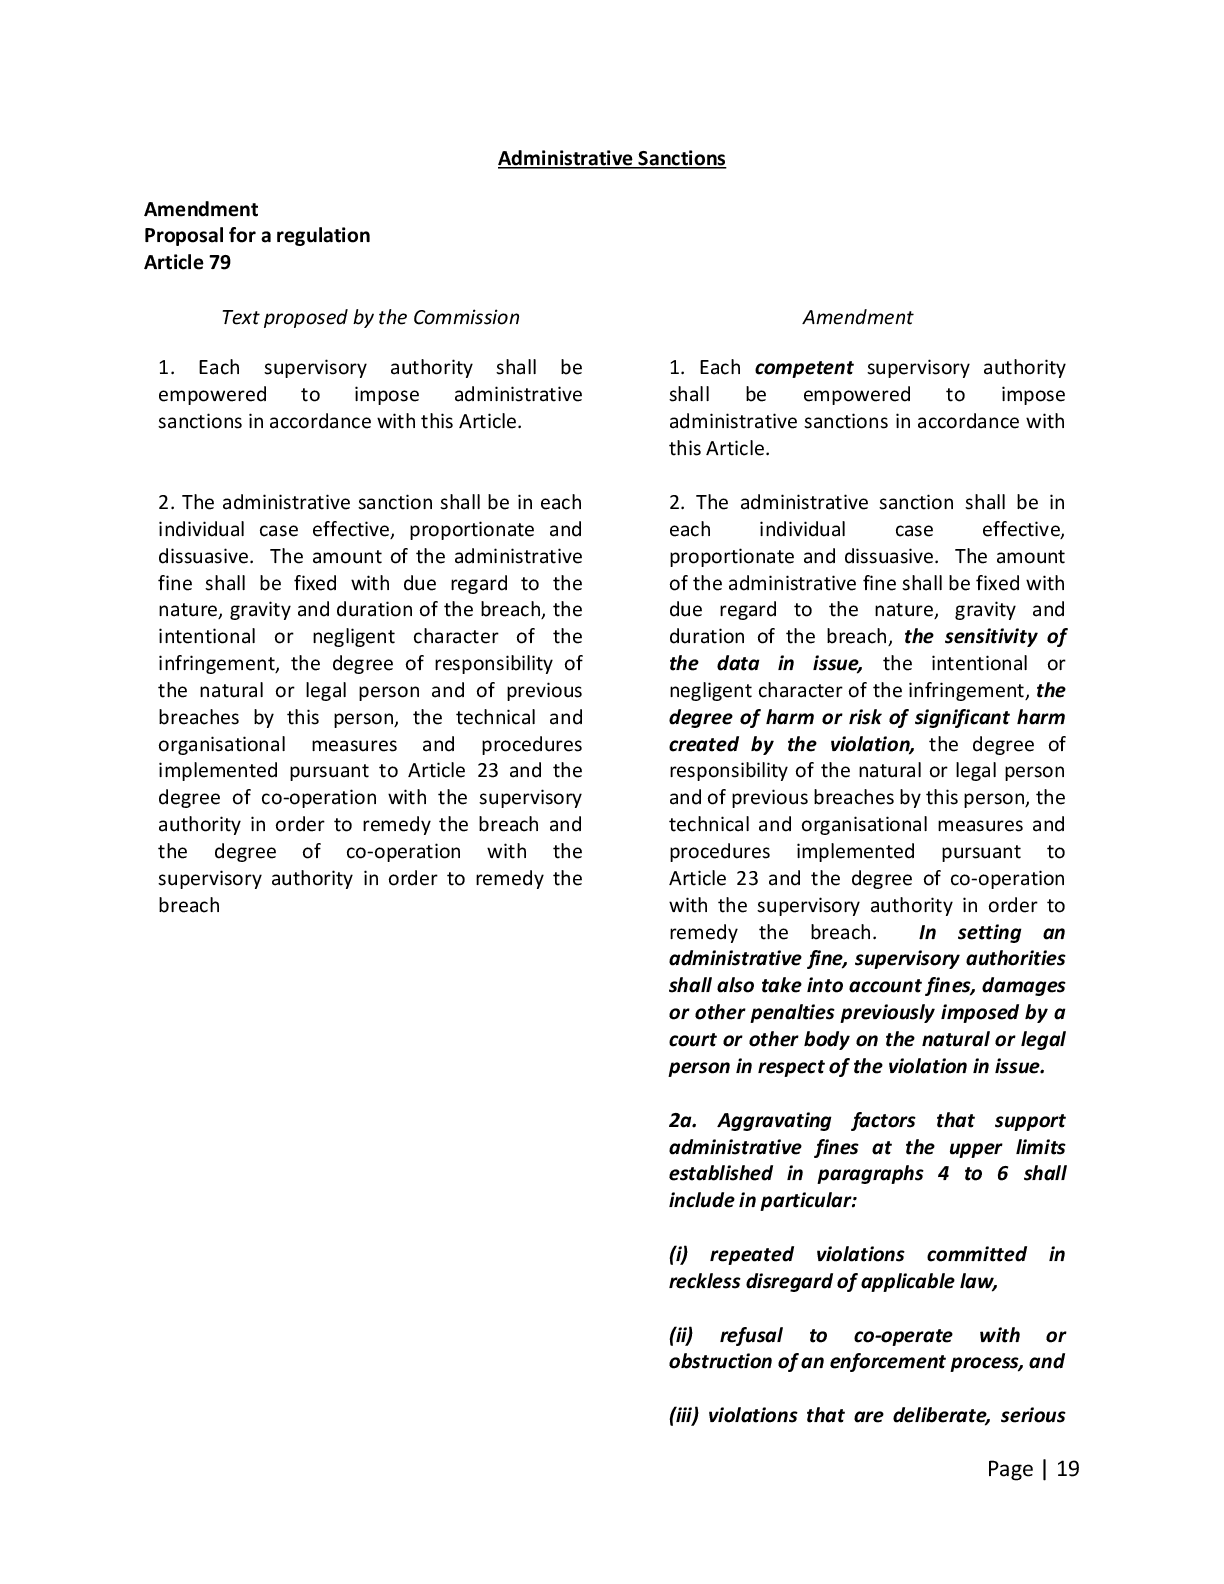 Administrative Sanctions
Amendment
Proposal for a regulation
Article 79
Text proposed by the Commission
1. Each supervisory authority shall be
empowered to impose administrative
sanctions in accordance with this Article.
2. The administrative sanction shall be in each
individual case effective, proportionate and
dissuasive. The amount of the administrative
fine shall be fixed with due regard to the
nature, gravity and duration of the breach, the
intentional or negligent character of the
infringement, the degree of responsibility of
the natural or legal person and of previous
breaches by this person, the technical and
organisational measures and procedures
implemented pursuant to Article 23 and the
degree of co-operation with the supervisory
authority in order to remedy the breach and
the degree of co-operation with the
supervisory authority in order to remedy the
breach
Amendment
1. Each competent supervisory authority
shall be empowered to impose
administrative sanctions in accordance with
this Article.
2. The administrative sanction shall be in
each individual case effective,
proportionate and dissuasive. The amount
of the administrative fine shall be fixed with
due regard to the nature, gravity and
duration of the breach, the sensitivity of
the data in issue, the intentional or
negligent character of the infringement, the
degree of harm or risk of significant harm
created by the violation, the degree of
responsibility of the natural or legal person
and of previous breaches by this person, the
technical and organisational measures and
procedures implemented pursuant to
Article 23 and the degree of co-operation
with the supervisory authority in order to
remedy the breach. In setting an
administrative fine, supervisory authorities
shall also take into account fines, damages
or other penalties previously imposed by a
court or other body on the natural or legal
person in respect of the violation in issue.
2a. Aggravating factors that support
administrative fines at the upper limits
established in paragraphs 4 to 6 shall
include in particular:
(i) repeated violations committed in
reckless disregard of applicable law,
(ii) refusal to co-operate with or
obstruction of an enforcement process, and
(iii) violations that are deliberate, serious
Page | 19